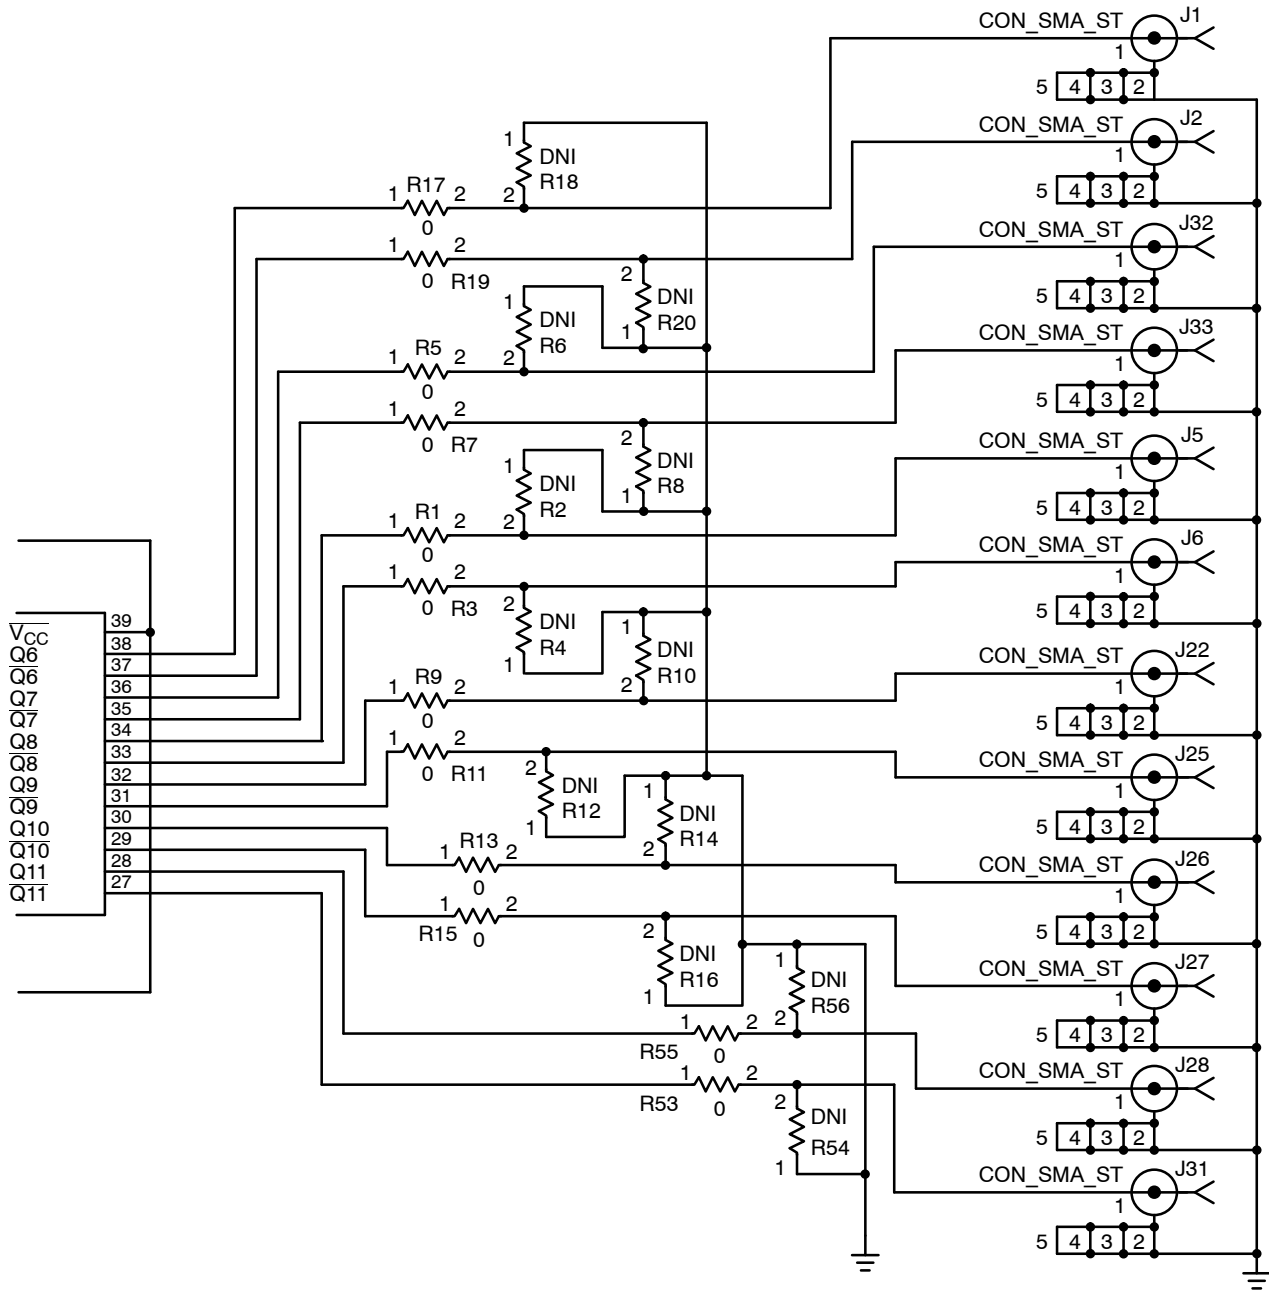 CON_SMA_ST J1
1
5 4 3 2
CON_SMA_ST J2
1
5 4 3 2
1 DNI
2 R18
1 R17 2
0
1 2
0 R19
CON_SMA_ST J32
1
5 4 3 2
2 DNI
1 R20
1 DNI
2 R6
CON_SMA_ST J33
1
5 4 3 2
1 R5 2
0
1 2
0 R7
2 DNI
1 R8
CON_SMA_ST J5
1
5 4 3 2
1 DNI
2 R2
1 R1 2
0
CON_SMA_ST J6
1
5 4 3 2
1 2
0 R3
2 DNI
1 R4
1 DNI
2 R10
CON_SMA_ST J22
1
5 4 3 2
1 R9 2
0
1 2
0 R11
CON_SMA_ST J25
1
5 4 3 2
2 DNI
1 R12
1 DNI
2 R14
VCC 39
Q6 38
Q6 37
Q7 36
Q7 35
Q8 34
Q8 33
Q9 32
Q9 31
Q10 30
Q10 29
Q11 28
Q11 27
1 R13 2
0
CON_SMA_ST J26
1
5 4 3 2
1 2
R15 0
2 DNI
1 R16
1 DNI
2 R56
CON_SMA_ST J27
1
5 4 3 2
1 2
R55 0
CON_SMA_ST J28
1
5 4 3 2
1 2
R53 0
2 DNI
1 R54
CON_SMA_ST J31
1
5 4 3 2